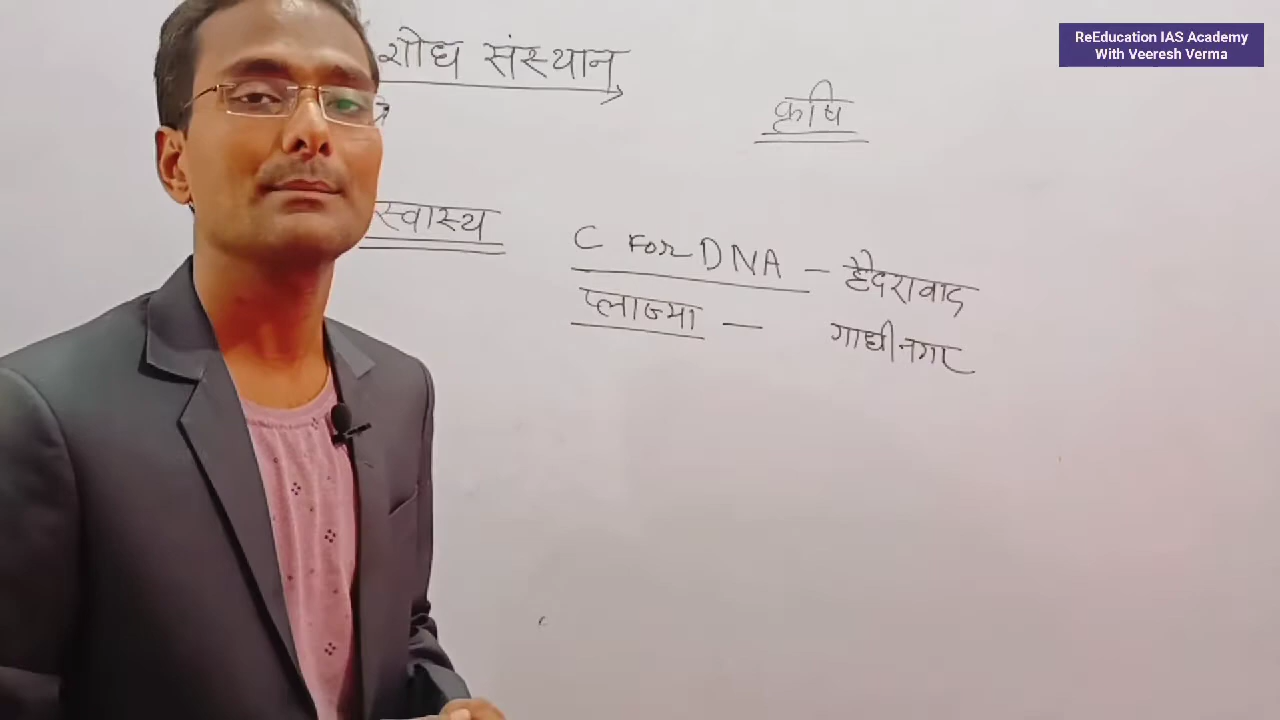 ReEducation IAS Academy
With Veeresh Verma
शोध संस्थान
कृषि
स्वास्थ्य
C For DNA – हैदरावाद
प्लाज्मा – गाधीनगर